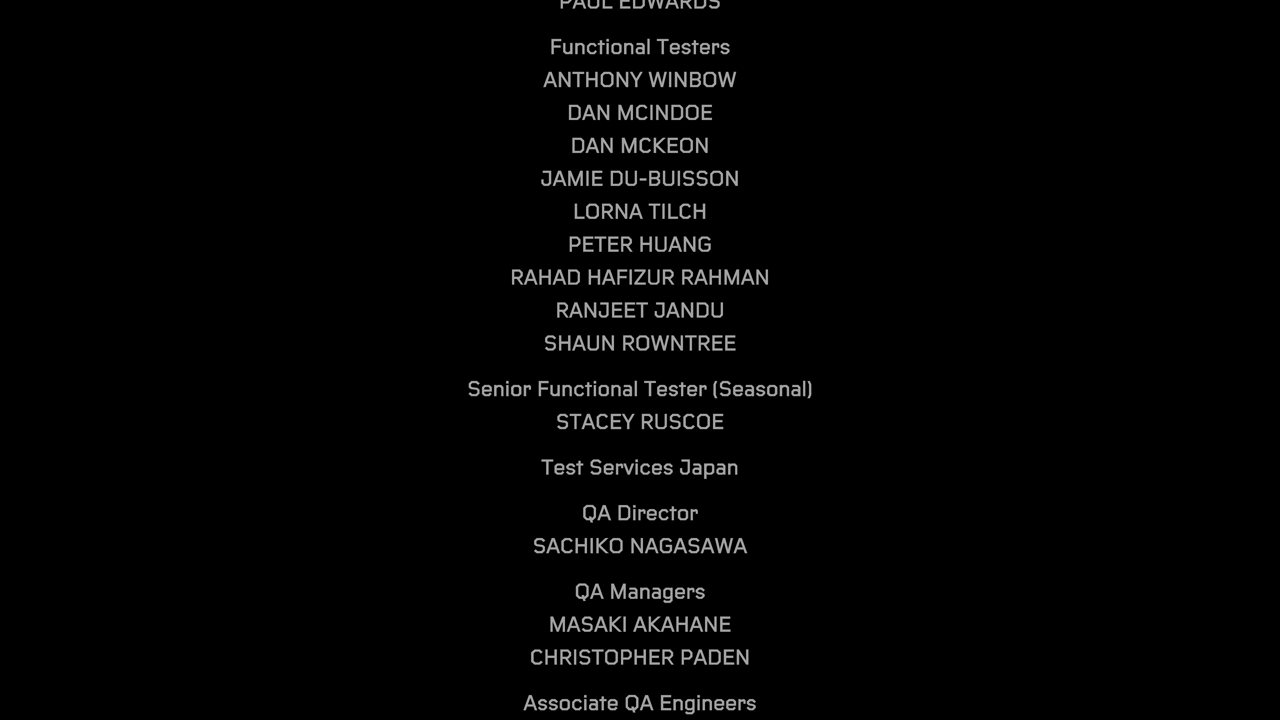 PAUL EDWARDS
Functional Testers
ANTHONY WINBOW
DAN MCINDOE
DAN MCKEON
JAMIE DU-BUISSON
LORNA TILCH
PETER HUANG
RAHAD HAFIZUR RAHMAN
RANJEET JANDU
SHAUN ROWNTREE
Senior Functional Tester (Seasonal)
STACEY RUSCOE
Test Services Japan
QA Director
SACHIKO NAGASAWA
QA Managers
MASAKI AKAHANE
CHRISTOPHER PADEN
Associate QA Engineers